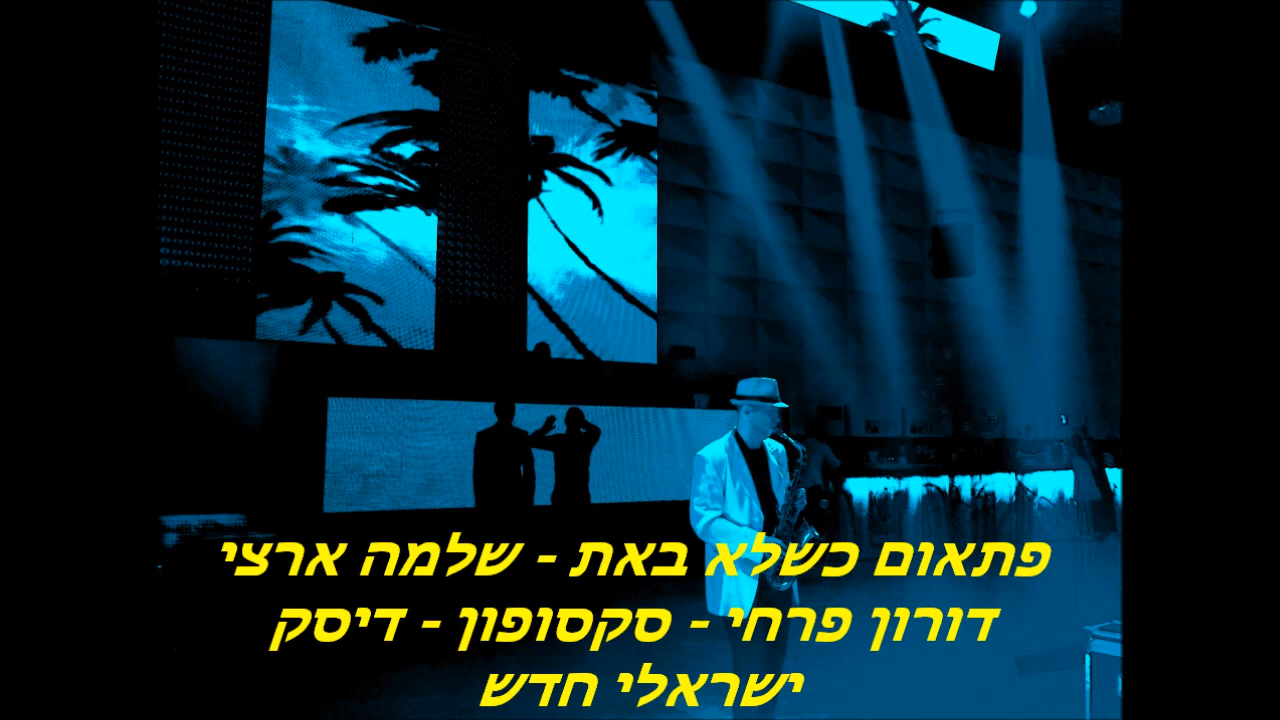 פתאום כשלא באת - שלמה ארצי
דורון פרחי - סקסופון - דיסק
ישראלי חדש